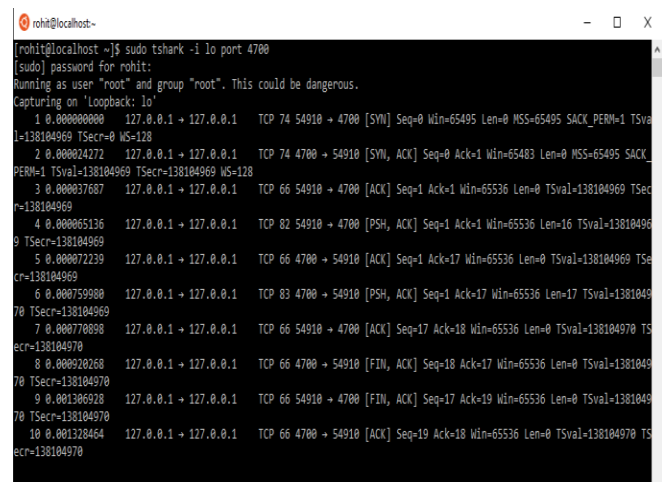 rohit@localhost:~
[rohit@localhost ~]$ sudo tshark -i lo port 4700
[sudo] password for rohit:
Running as user "root" and group "root". This could be dangerous.
Capturing on 'Loopback: lo'
1 0.000000000 127.0.0.1 → 127.0.0.1 TCP 74 54910 → 4700 [SYN] Seq=0 Win=65495 Len=0 MSS=65495 SACK_PERM=1 TSva
l=138104969 TSecr=0 WS=128
2 0.000024272 127.0.0.1 → 127.0.0.1 TCP 74 4700 → 54910 [SYN, ACK] Seq=0 Ack=1 Win=65483 Len=0 MSS=65495 SACK_
PERM=1 TSval=138104969 TSecr=138104969 WS=128
3 0.000037687 127.0.0.1 → 127.0.0.1 TCP 66 54910 → 4700 [ACK] Seq=1 Ack=1 Win=65536 Len=0 TSval=138104969 TSec
r=138104969
4 0.000065136 127.0.0.1 → 127.0.0.1 TCP 82 54910 → 4700 [PSH, ACK] Seq=1 Ack=1 Win=65536 Len=16 TSval=13810496
9 TSecr=138104969
5 0.000072239 127.0.0.1 → 127.0.0.1 TCP 66 4700 → 54910 [ACK] Seq=1 Ack=17 Win=65536 Len=0 TSval=138104969 TSe
cr=138104969
6 0.000759980 127.0.0.1 → 127.0.0.1 TCP 83 4700 → 54910 [PSH, ACK] Seq=1 Ack=17 Win=65536 Len=17 TSval=1381049
70 TSecr=138104969
7 0.000770898 127.0.0.1 → 127.0.0.1 TCP 66 54910 → 4700 [ACK] Seq=17 Ack=18 Win=65536 Len=0 TSval=138104970 TS
ecr=138104970
8 0.000920268 127.0.0.1 → 127.0.0.1 TCP 66 4700 → 54910 [FIN, ACK] Seq=18 Ack=17 Win=65536 Len=0 TSval=1381049
70 TSecr=138104970
9 0.001306928 127.0.0.1 → 127.0.0.1 TCP 66 54910 → 4700 [FIN, ACK] Seq=17 Ack=19 Win=65536 Len=0 TSval=1381049
70 TSecr=138104970
10 0.001328464 127.0.0.1 → 127.0.0.1 TCP 66 4700 → 54910 [ACK] Seq=19 Ack=18 Win=65536 Len=0 TSval=138104970 TS
ecr=138104970